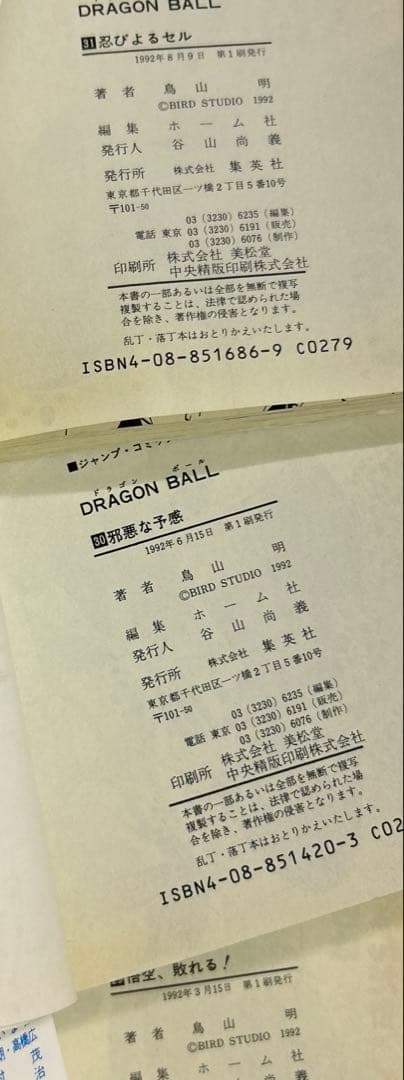 DRAGON BALL
31 忍びよるセル
1992年8月9日 第1刷発行
著者 鳥山 明
©BIRD STUDIO 1992
編集 ホーム社
発行人 谷山尚義
発行所 株式会社 集英社
東京都千代田区一ツ橋2丁目5番10号
〒101-50
03(3230)6235(編集)
電話 東京 03(3230)6191(販売)
03(3230)6076(制作)
印刷所 株式会社 美松堂
中央精版印刷株式会社
本書の一部あるいは全部を無断で複写
複製することは、法律で認められた場
合を除き、著作権の侵害となります。
乱丁・落丁本はおとりかえいたします。
ISBN4-08-851686-9 C0279
■ジャンプ・コミック
ドラゴン ボール
DRAGON BALL
30 邪悪な予感
1992年6月15日 第1刷発行
著者 鳥山 明
©BIRD STUDIO 1992
編集 ホーム社
発行人 谷山尚義
発行所 株式会社 集英社
東京都千代田区一ツ橋2丁目5番10号
〒101-50
03(3230)6235(編集)
電話 東京 03(3230)6191(販売)
03(3230)6076(制作)
印刷所 株式会社 美松堂
中央精版印刷株式会社
本書の一部あるいは全部を無断で複写
複製することは、法律で認められた場
合を除き、著作権の侵害となります。
乱丁・落丁本はおとりかえいたします。
ISBN4-08-851420-3 C02
悟空、敗れる!
1992年3月15日 第1刷発行
著者 鳥山 明
©BIRD STUDIO 1992
編集 ホーム社
・高橋広
茂
治